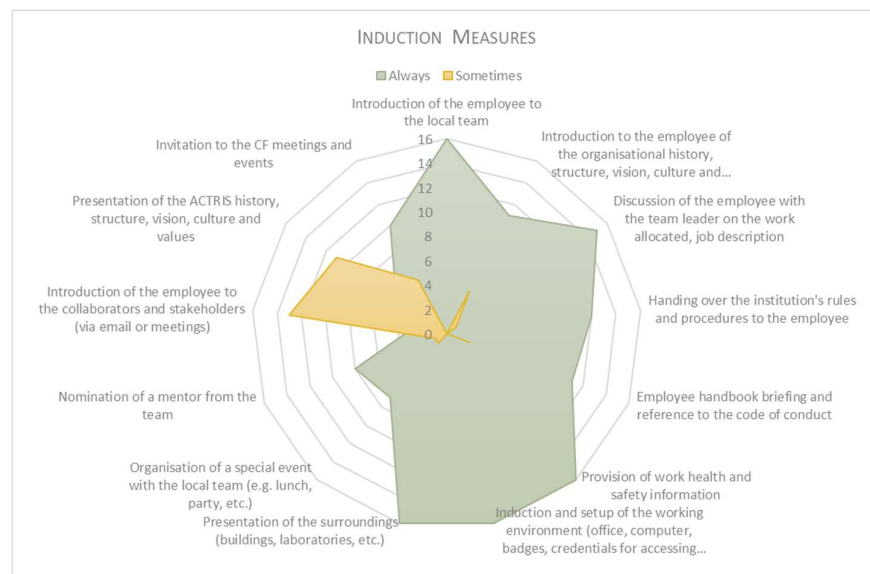 INDUCTION MEASURES
Always Sometimes
Introduction of the employee to
the local team
Introduction to the employee of
the organisational history,
structure, vision, culture and...
Discussion of the employee with
the team leader on the work
allocated, job description
Handing over the institution's rules
and procedures to the employee
Employee handbook briefing and
reference to the code of conduct
Provision of work health and
safety information
Induction and setup of the working
environment (office, computer,
badges, credentials for accessing...
Presentation of the surroundings
(buildings, laboratories, etc.)
Organisation of a special event
with the local team (e.g. lunch,
party, etc.)
Nomination of a mentor from the
team
Introduction of the employee to
the collaborators and stakeholders
(via email or meetings)
Presentation of the ACTRIS history,
structure, vision, culture and
values
Invitation to the CF meetings and
events
16
14
12
10
8
6
4
2
0